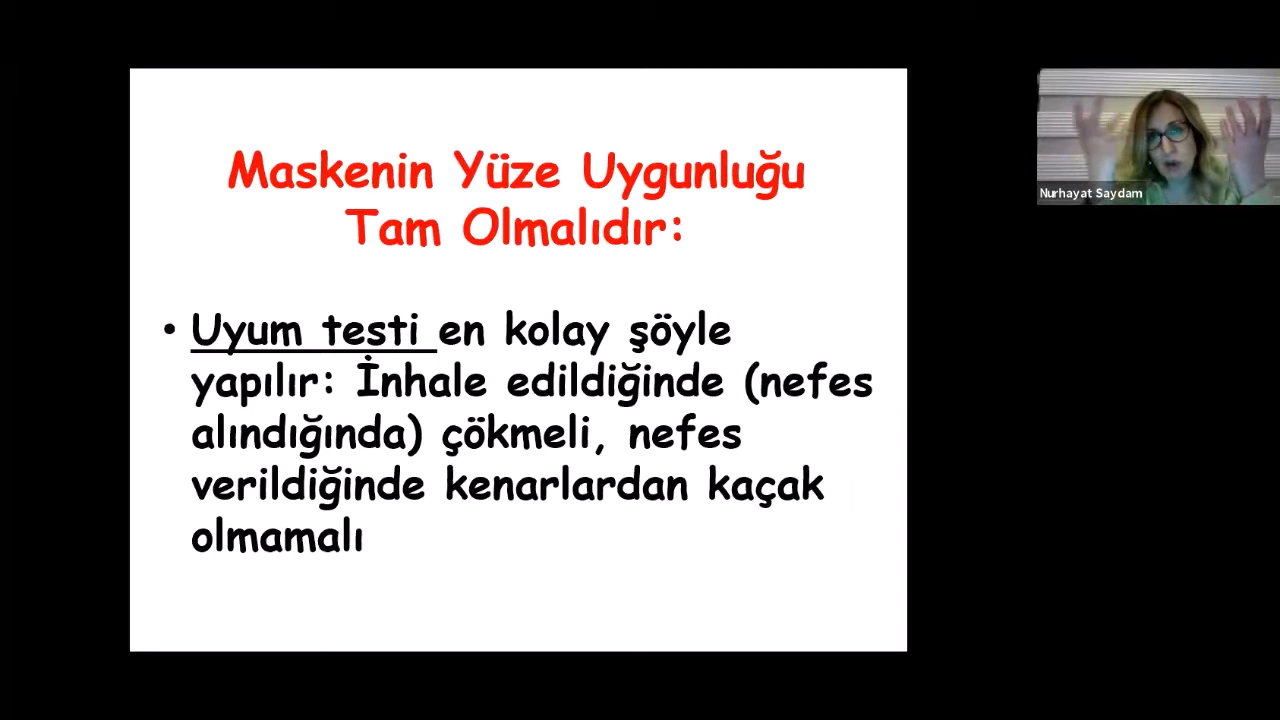 Maskenin Yüze Uygunluğu
Tam Olmalıdır:
• Uyum testi en kolay şöyle
yapılır: İnhale edildiğinde (nefes
alındığında) çökmeli, nefes
verildiğinde kenarlardan kaçak
olmamalı
Nurhayat Saydam